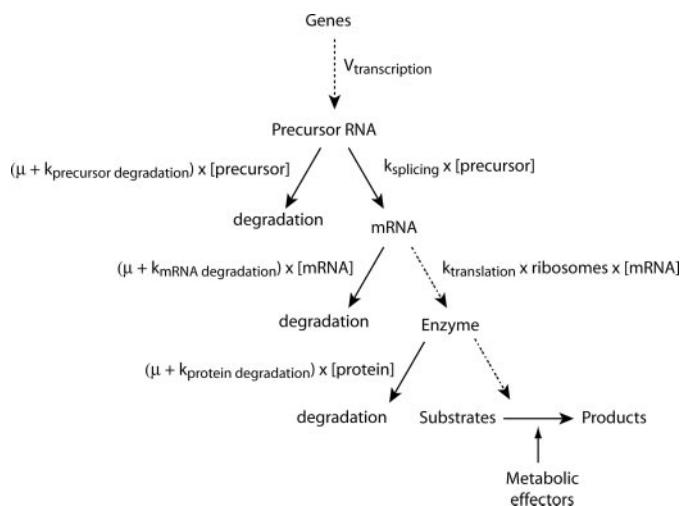 Genes
Vtranscription
Precursor RNA
(μ + kprecursor degradation) x [precursor]
ksplicing x [precursor]
degradation
mRNA
(μ + kmRNA degradation) x [mRNA]
ktranslation x ribosomes x [mRNA]
degradation
Enzyme
(μ + kprotein degradation) x [protein]
degradation
Substrates
Products
Metabolic
effectors